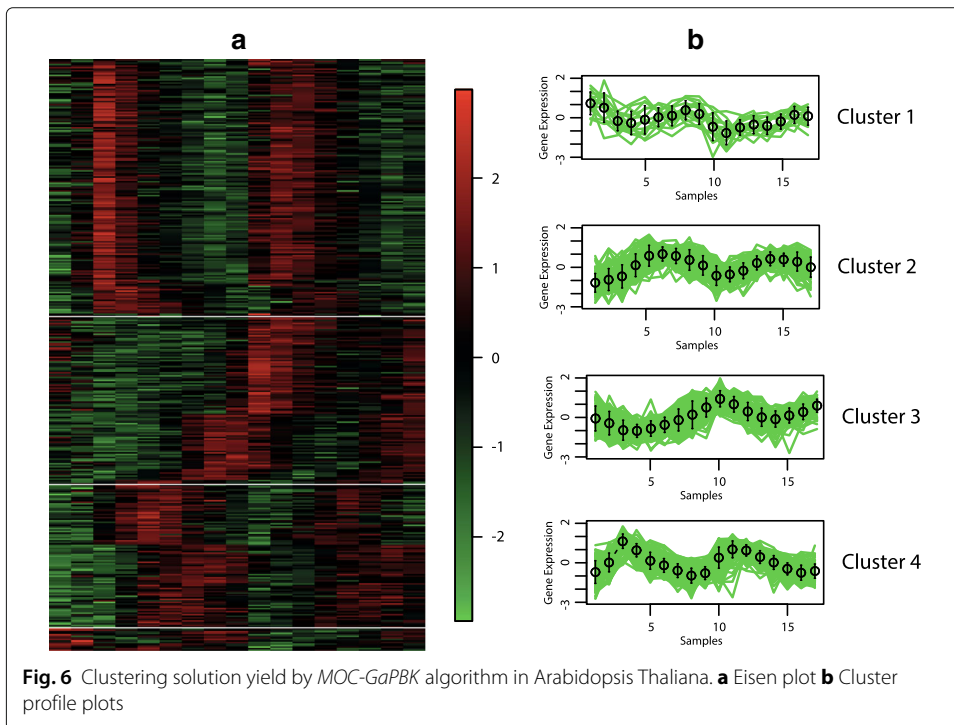 a
b
2
1
0
-1
-2
Gene Expression
2
0
-3
5
10
15
Samples
Cluster 1
Gene Expression
2
0
-3
5
10
15
Samples
Cluster 2
Gene Expression
2
0
-3
5
10
15
Samples
Cluster 3
Gene Expression
2
0
-3
5
10
15
Samples
Cluster 4
Fig. 6 Clustering solution yield by MOC-GaPBK algorithm in Arabidopsis Thaliana. a Eisen plot b Cluster
profile plots